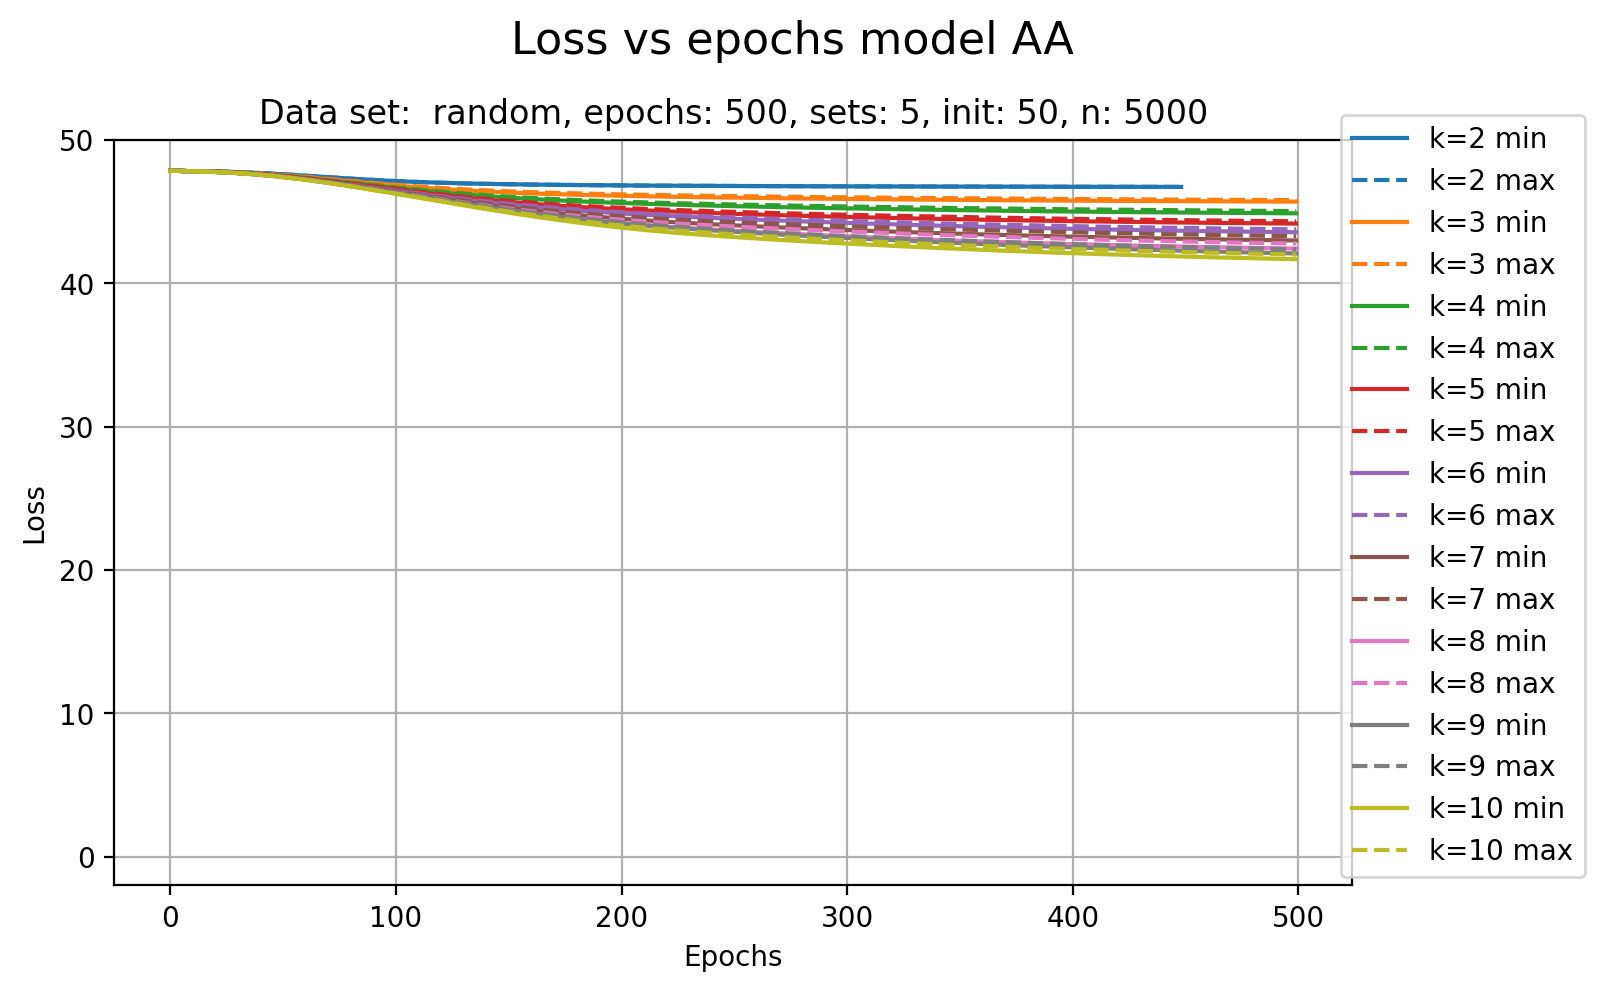 Loss vs epochs model AA
Data set:  random, epochs: 500, sets: 5, init: 50, n: 5000
50
40
30
20
10
0
Loss
0 100 200 300 400 500
Epochs
k=2 min
k=2 max
k=3 min
k=3 max
k=4 min
k=4 max
k=5 min
k=5 max
k=6 min
k=6 max
k=7 min
k=7 max
k=8 min
k=8 max
k=9 min
k=9 max
k=10 min
k=10 max